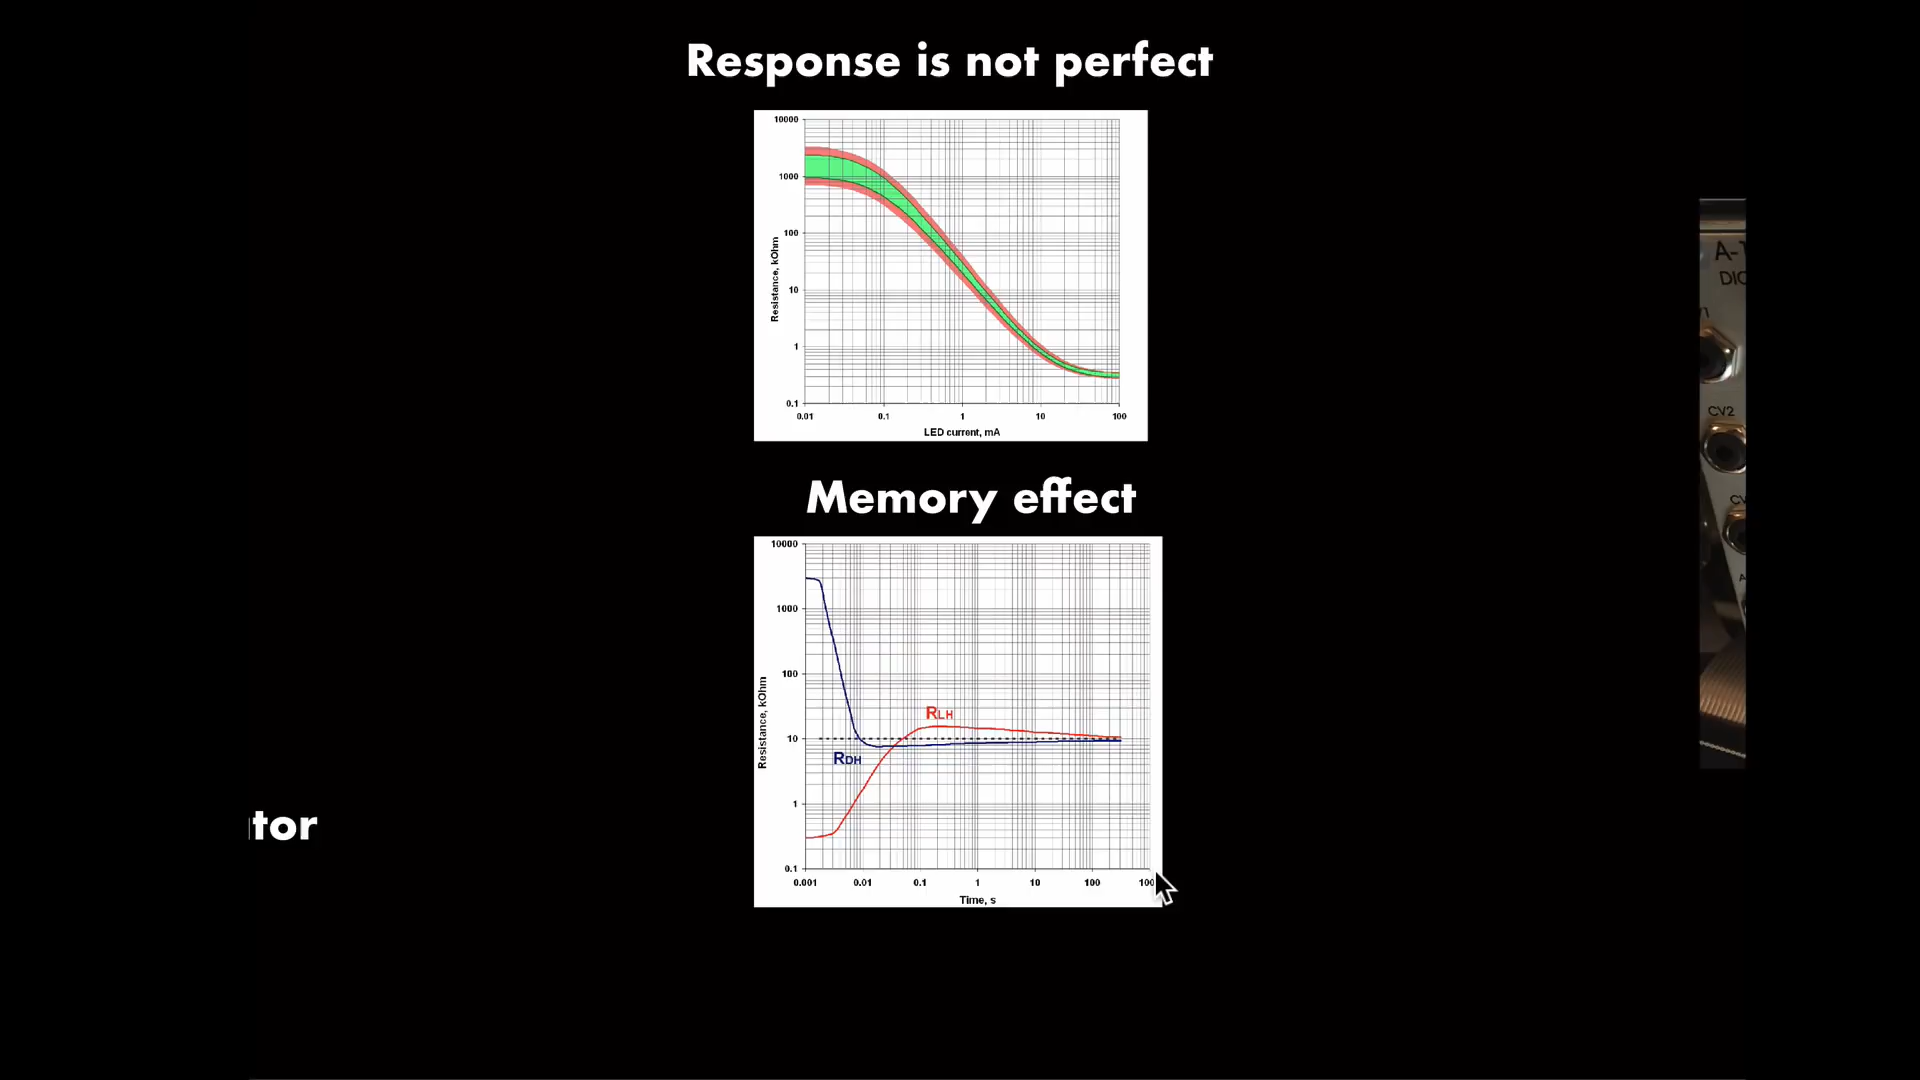 Response is not perfect
10000
1000
100
10
1
0.1
0.01 0.1 1 10 100
Resistance, kOhm
LED current, mA
Memory effect
10000
1000
100
10
1
0.1
RLH
RDH
0.001 0.01 0.1 1 10 100
Resistance, kOhm
Time, s
tor
A-
DIO
CV2
CV
A